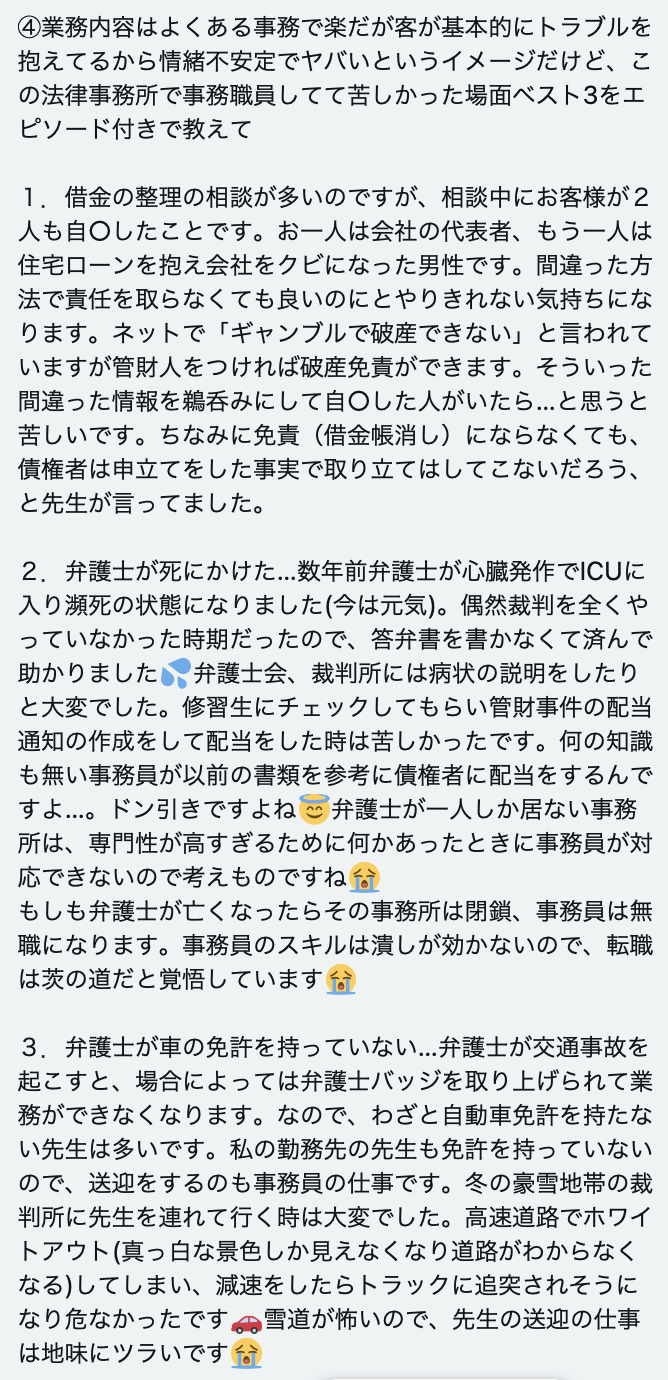 ④業務内容はよくある事務で楽だが客が基本的にトラブルを
抱えてるから情緒不安定でヤバいというイメージだけど、こ
の法律事務所で事務職員してて苦しかった場面ベスト3をエ
ピソード付きで教えて
１．借金の整理の相談が多いのですが、相談中にお客様が２
人も自〇したことです。お一人は会社の代表者、もう一人は
住宅ローンを抱え会社をクビになった男性です。間違った方
法で責任を取らなくても良いのにとやりきれない気持ちにな
ります。ネットで「ギャンブルで破産できない」と言われて
いますが管財人をつければ破産免責ができます。そういった
間違った情報を鵜呑みにして自〇した人がいたら...と思うと
苦しいです。ちなみに免責（借金帳消し）にならなくても、
債権者は申立てをした事実で取り立てはしてこないだろう、
と先生が言ってました。
２．弁護士が死にかけた...数年前弁護士が心臓発作でICUに
入り瀕死の状態になりました(今は元気)。偶然裁判を全くや
っていなかった時期だったので、答弁書を書かなくて済んで
助かりました💦弁護士会、裁判所には病状の説明をしたり
と大変でした。修習生にチェックしてもらい管財事件の配当
通知の作成をして配当をした時は苦しかったです。何の知識
も無い事務員が以前の書類を参考に債権者に配当をするんで
すよ...。ドン引きですよね😇弁護士が一人しか居ない事務
所は、専門性が高すぎるために何かあったときに事務員が対
応できないので考えものですね😭
もしも弁護士が亡くなったらその事務所は閉鎖、事務員は無
職になります。事務員のスキルは潰しが効かないので、転職
は茨の道だと覚悟しています😭
３．弁護士が車の免許を持っていない...弁護士が交通事故を
起こすと、場合によっては弁護士バッジを取り上げられて業
務ができなくなります。なので、わざと自動車免許を持たな
い先生は多いです。私の勤務先の先生も免許を持っていない
ので、送迎をするのも事務員の仕事です。冬の豪雪地帯の裁
判所に先生を連れて行く時は大変でした。高速道路でホワイ
トアウト(真っ白な景色しか見えなくなり道路がわからなく
なる)してしまい、減速をしたらトラックに追突されそうに
なり危なかったです🚗雪道が怖いので、先生の送迎の仕事
は地味にツラいです😭